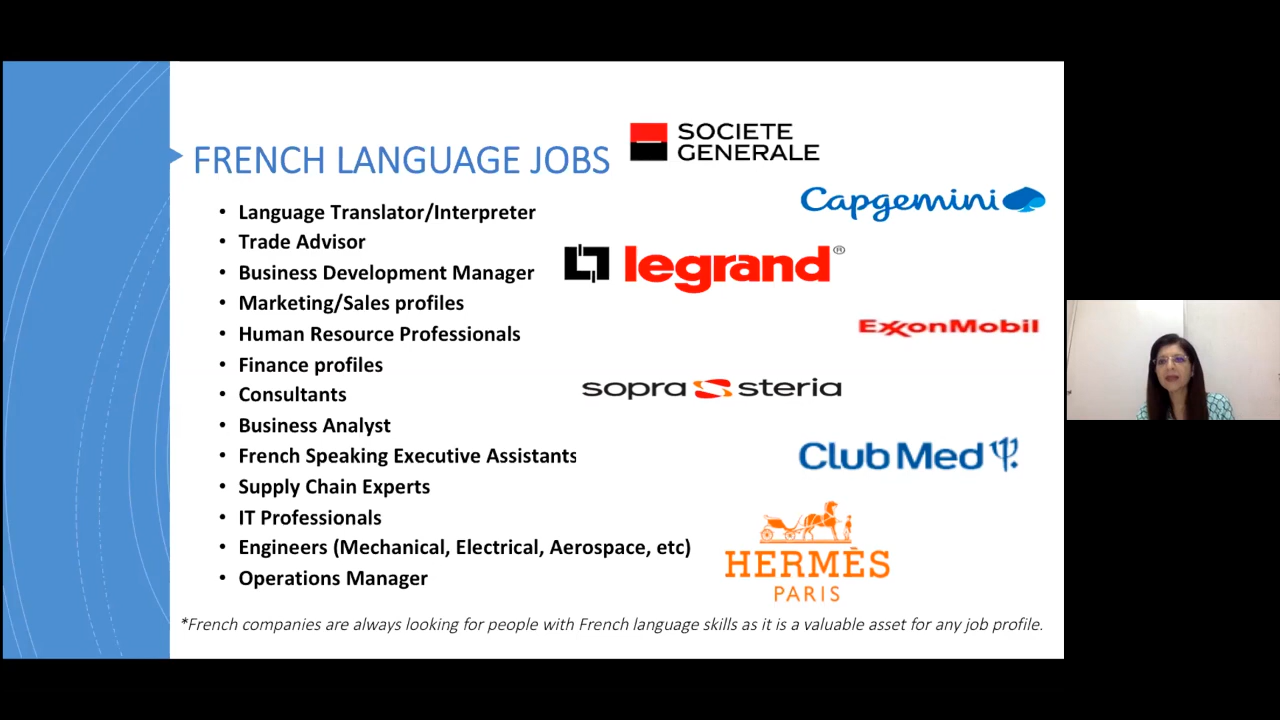 FRENCH LANGUAGE JOBS
SOCIETE
GENERALE
Capgemini
legrand®
ExxonMobil
sopra steria
Club Med
HERMÈS
PARIS
• Language Translator/Interpreter
• Trade Advisor
• Business Development Manager
• Marketing/Sales profiles
• Human Resource Professionals
• Finance profiles
• Consultants
• Business Analyst
• French Speaking Executive Assistants
• Supply Chain Experts
• IT Professionals
• Engineers (Mechanical, Electrical, Aerospace, etc)
• Operations Manager
*French companies are always looking for people with French language skills as it is a valuable asset for any job profile.